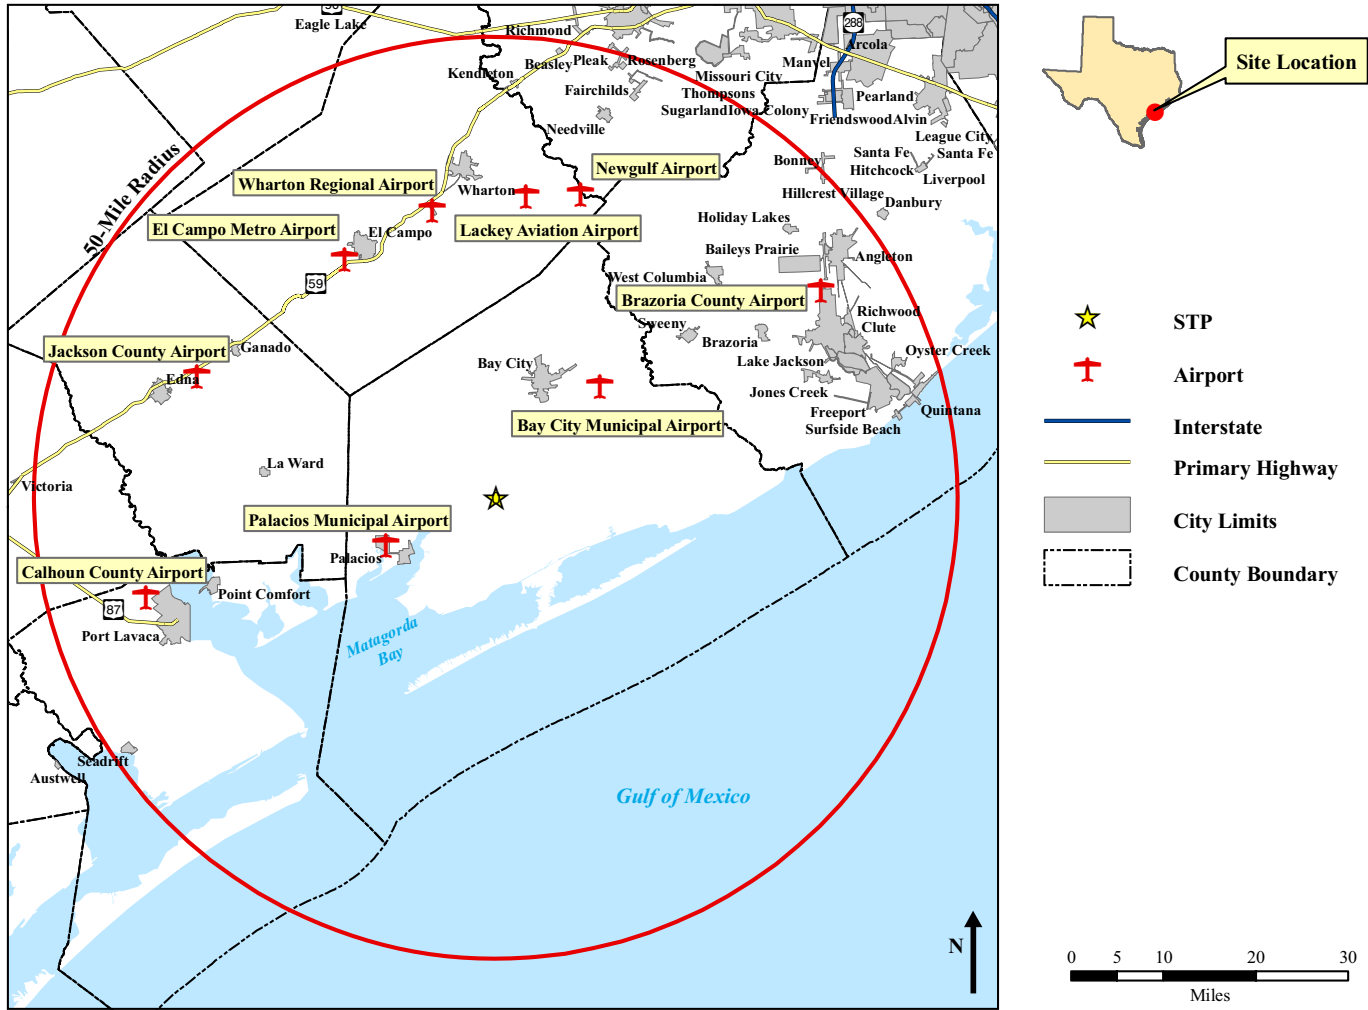 Eagle Lake
Richmond
288
Arcola
Beasley
Pleak
Rosenberg
Manvel
Kendleton
Missouri City
Fairchilds
Thompsons
Pearland
Sugarland
Iowa Colony
Friendswood
Alvin
Needville
League City
Santa Fe
Santa Fe
Bonney
Hitchcock
Liverpool
50-Mile Radius
Newgulf Airport
Wharton Regional Airport
Wharton
Hillcrest Village
Danbury
El Campo Metro Airport
El Campo
Lackey Aviation Airport
Holiday Lakes
Baileys Prairie
Angleton
59
West Columbia
Brazoria County Airport
Richwood
Clute
Sweeny
Brazoria
Jackson County Airport
Ganado
Oyster Creek
Lake Jackson
Edna
Bay City
Jones Creek
Freeport
Quintana
Surfside Beach
Bay City Municipal Airport
La Ward
Victoria
Palacios Municipal Airport
Palacios
Calhoun County Airport
Point Comfort
87
Port Lavaca
Matagorda
Bay
Seadrift
Austwell
Gulf of Mexico
N
Site Location
STP
Airport
Interstate
Primary Highway
City Limits
County Boundary
0 5 10 20 30
Miles